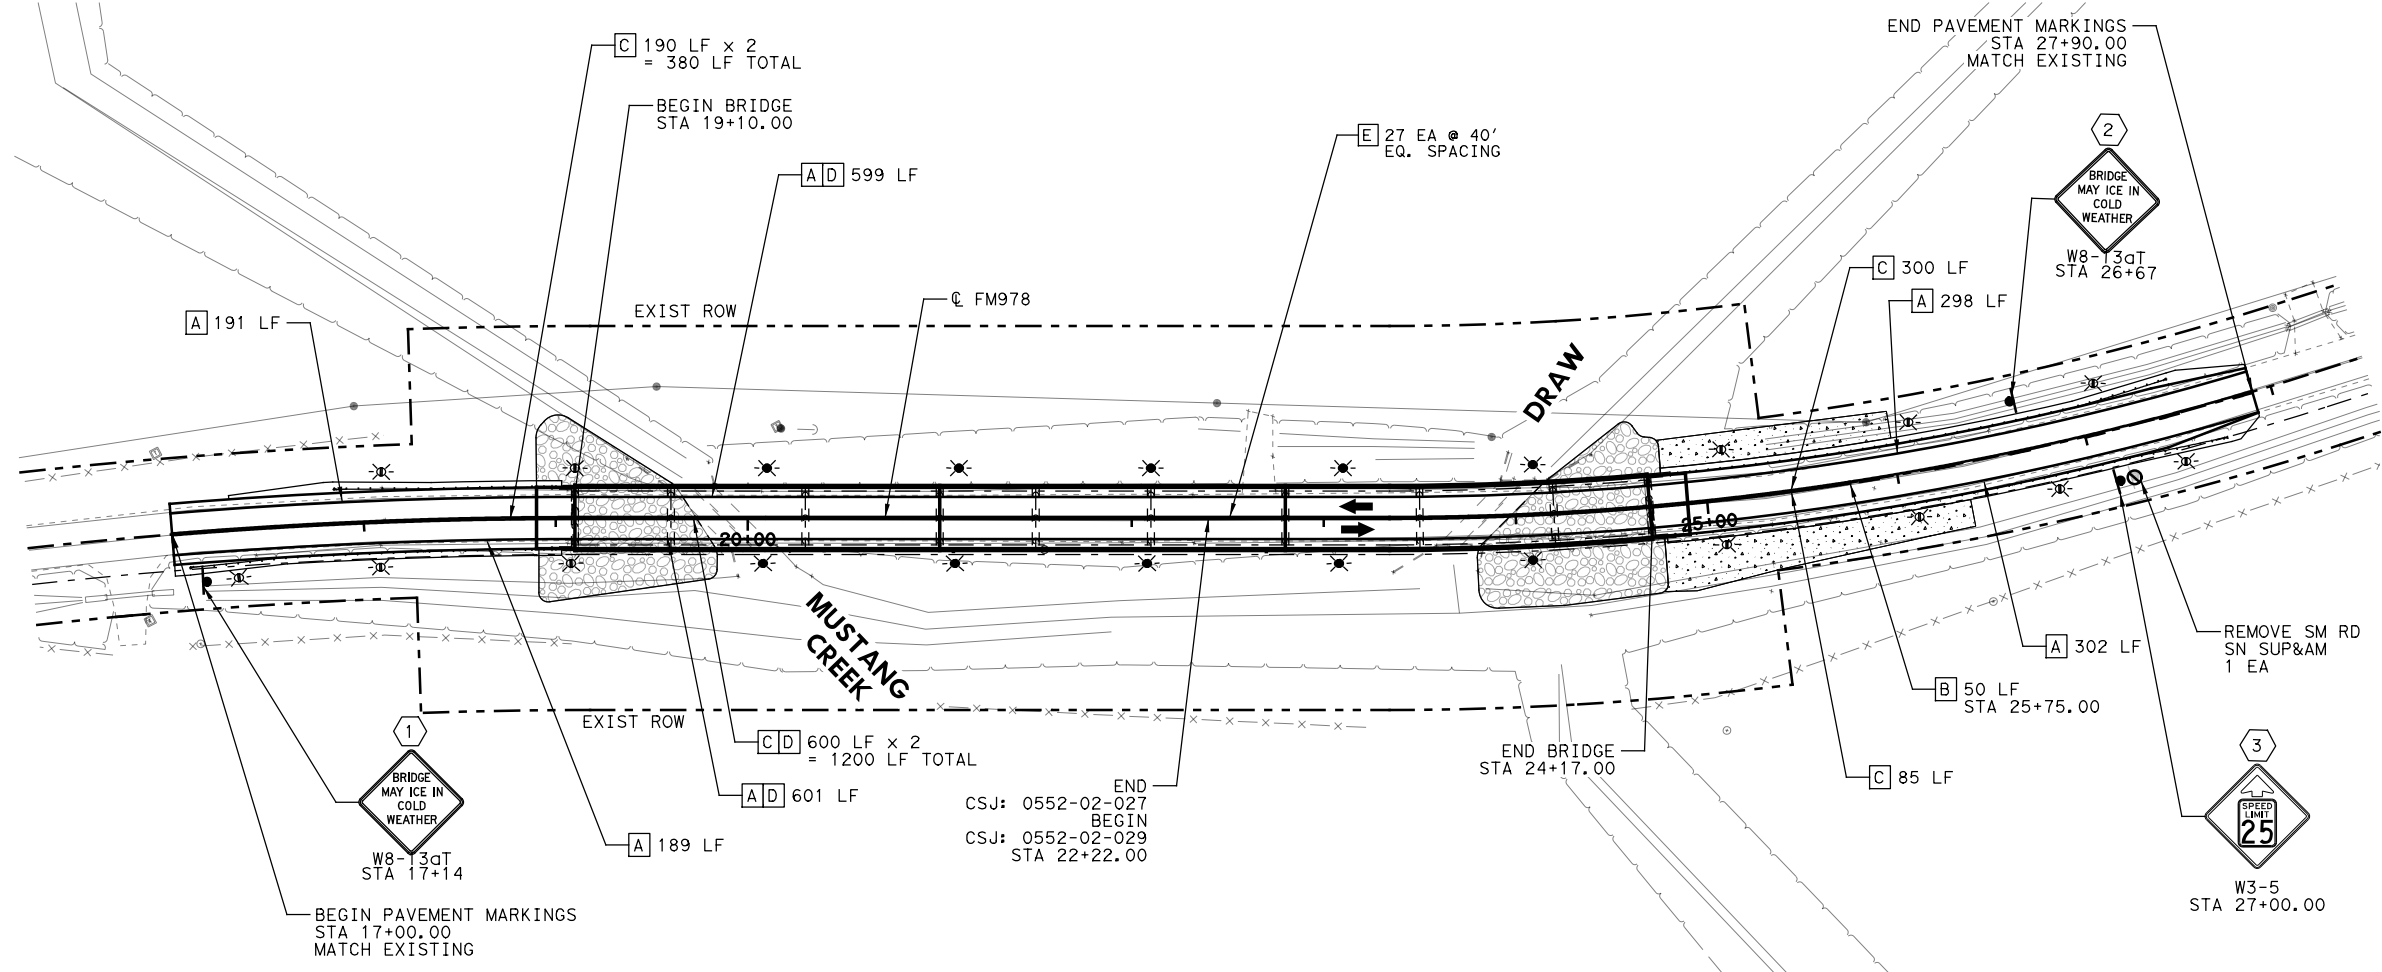 C 190 LF x 2
= 380 LF TOTAL
BEGIN BRIDGE
STA 19+10.00
A D 599 LF
E 27 EA @ 40'
EQ. SPACING
END PAVEMENT MARKINGS
STA 27+90.00
MATCH EXISTING
2
BRIDGE
MAY ICE IN
COLD
WEATHER
W8-13aT
STA 26+67
C 300 LF
A 298 LF
℄ FM978
EXIST ROW
A 191 LF
DRAW
20+00
25+00
MUSTANG
CREEK
EXIST ROW
C D 600 LF x 2
= 1200 LF TOTAL
A D 601 LF
A 189 LF
1
BRIDGE
MAY ICE IN
COLD
WEATHER
W8-13aT
STA 17+14
BEGIN PAVEMENT MARKINGS
STA 17+00.00
MATCH EXISTING
END
CSJ: 0552-02-027
BEGIN
CSJ: 0552-02-029
STA 22+22.00
END BRIDGE
STA 24+17.00
C 85 LF
B 50 LF
STA 25+75.00
A 302 LF
REMOVE SM RD
SN SUP&AM
1 EA
3
SPEED
LIMIT
25
W3-5
STA 27+00.00